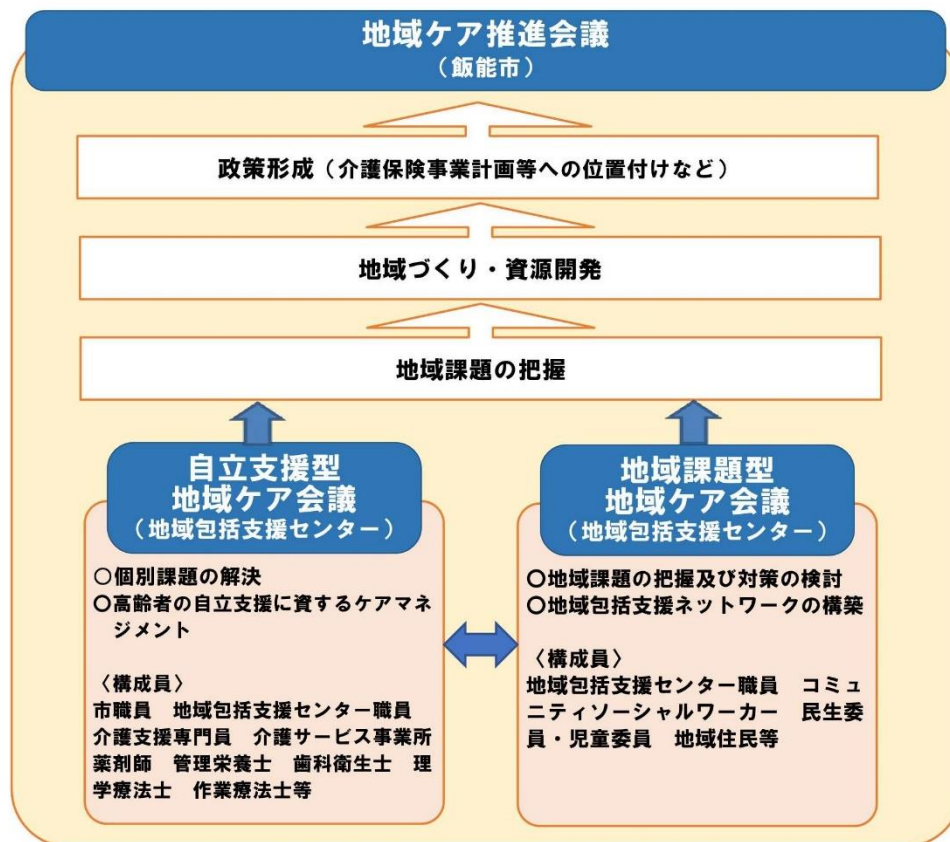 地域ケア推進会議
（飯能市）
政策形成（介護保険事業計画等への位置付けなど）
地域づくり・資源開発
地域課題の把握
自立支援型
地域ケア会議
（地域包括支援センター）
○個別課題の解決
○高齢者の自立支援に資するケアマネ
ジメント
〈構成員〉
市職員　地域包括支援センター職員
介護支援専門員　介護サービス事業所
薬剤師　管理栄養士　歯科衛生士　理
学療法士　作業療法士等
地域課題型
地域ケア会議
（地域包括支援センター）
○地域課題の把握及び対策の検討
○地域包括支援ネットワークの構築
〈構成員〉
地域包括支援センター職員　コミュ
ニティソーシャルワーカー　民生委
員・児童委員　地域住民等